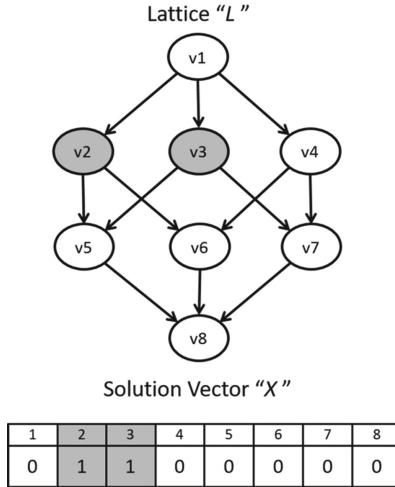 Lattice “L ”
v1
v2 v3 v4
v5 v6 v7
v8
Solution Vector “X ”
1 2 3 4 5 6 7 8
0 1 1 0 0 0 0 0